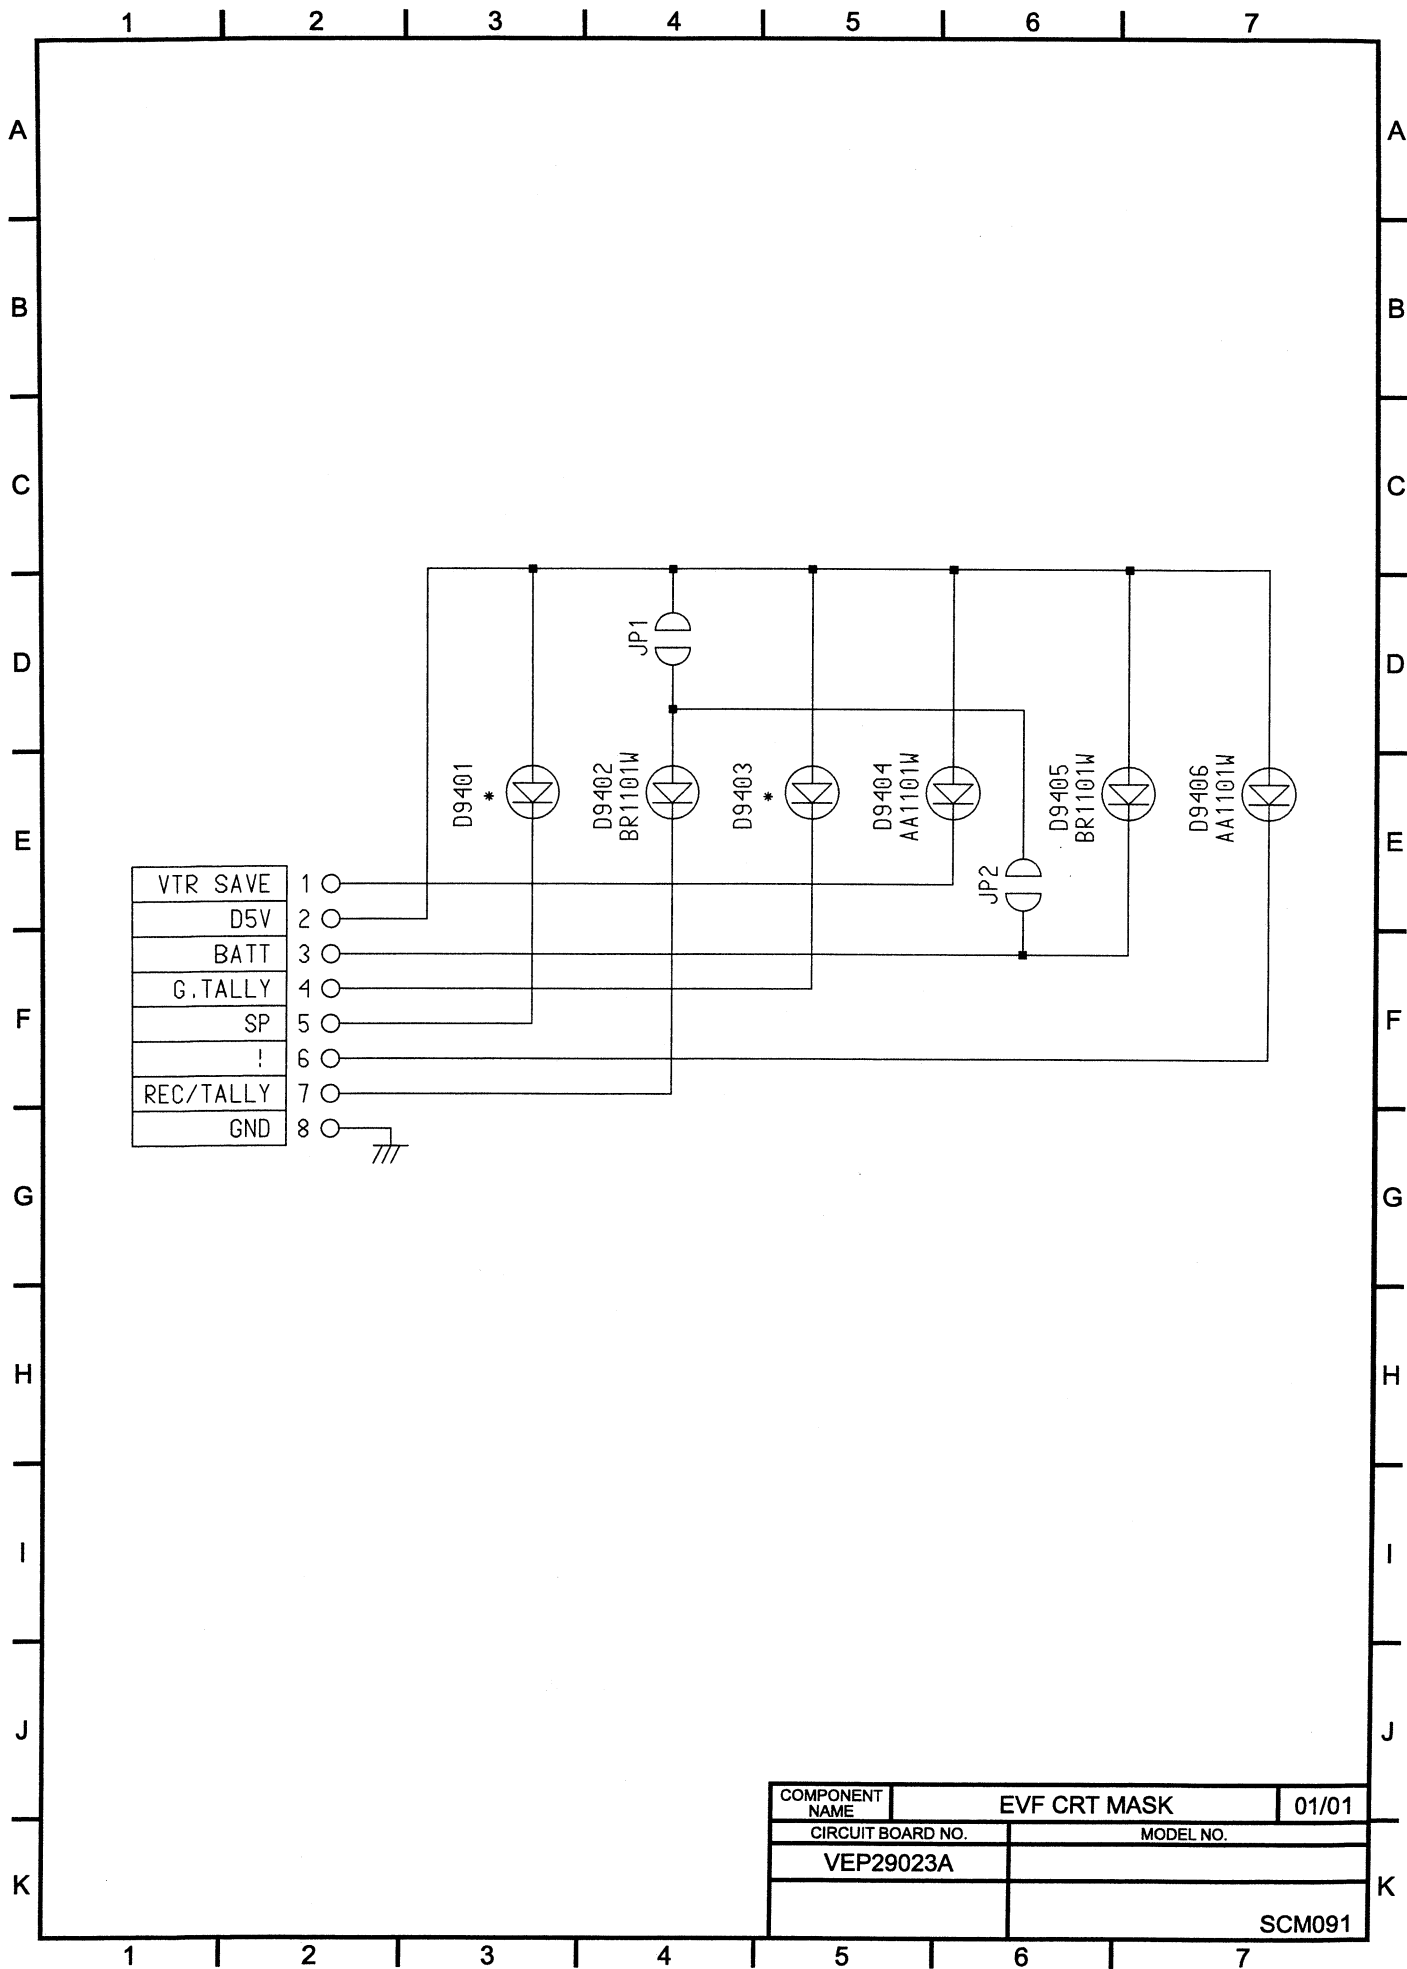 1 2 3 4 5 6 7
A A
B B
C C
D D
E E
F F
G G
H H
I I
J J
K K
JP1
D9401 *
D9402
BR1101W
D9403 *
D9404
AA1101W
D9405
BR1101W
D9406
AA1101W
JP2
VTR SAVE 1
D5V 2
BATT 3
G.TALLY 4
SP 5
! 6
REC/TALLY 7
GND 8
COMPONENT
NAME
EVF CRT MASK
01/01
CIRCUIT BOARD NO.
MODEL NO.
VEP29023A
SCM091
1 2 3 4 5 6 7